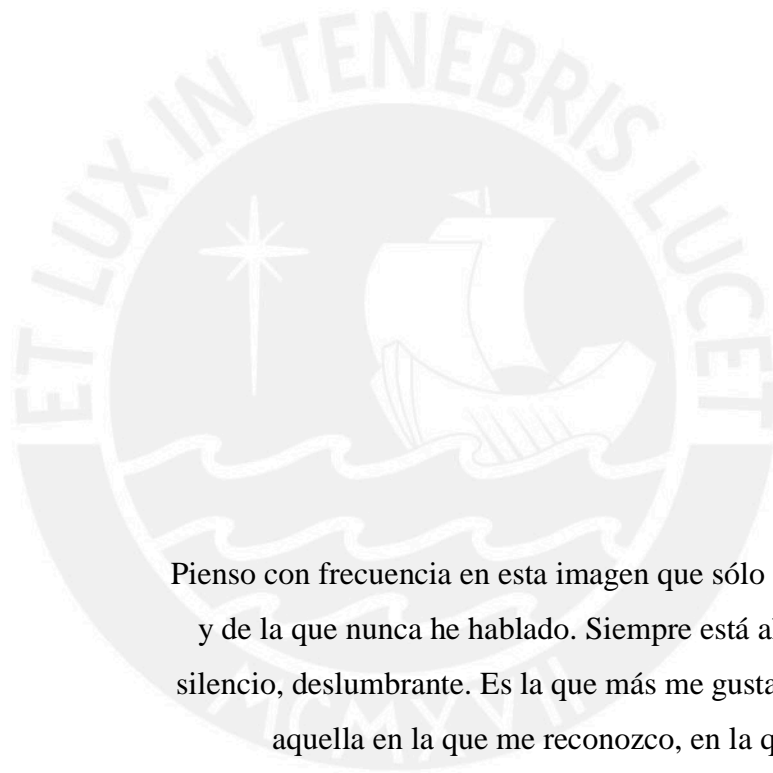 ET LUX IN TENEBRIS LUCET
Pienso con frecuencia en esta imagen que sólo
y de la que nunca he hablado. Siempre está
silencio, deslumbrante. Es la que más me gusta
aquella en la que me reconozco, en la
MCMXVII